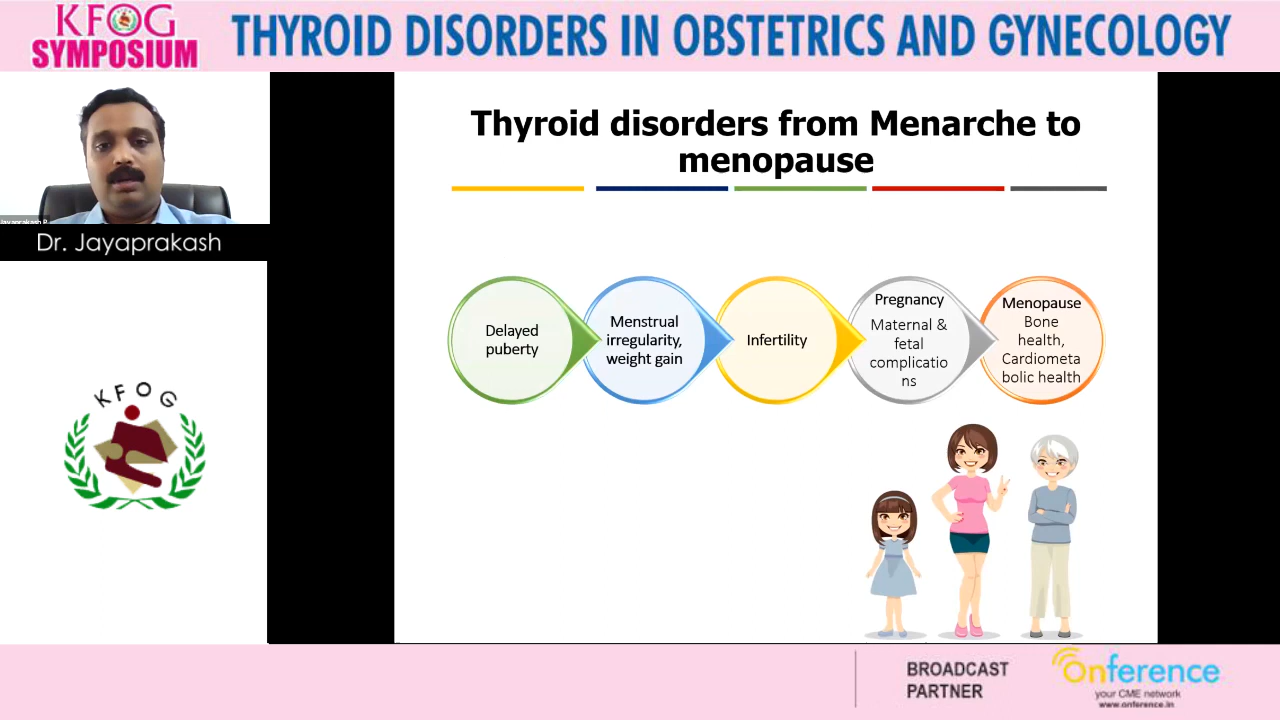 KFOG
SYMPOSIUM
THYROID DISORDERS IN OBSTETRICS AND GYNECOLOGY
Jayaprakash P
Dr. Jayaprakash
KFOG
Thyroid disorders from Menarche to
menopause
Delayed
puberty
Menstrual
irregularity,
weight gain
Infertility
Pregnancy
Maternal &
fetal
complicatio
ns
Menopause
Bone
health,
Cardiometa
bolic health
BROADCAST
PARTNER
Onference
your CME network
www.onference.in